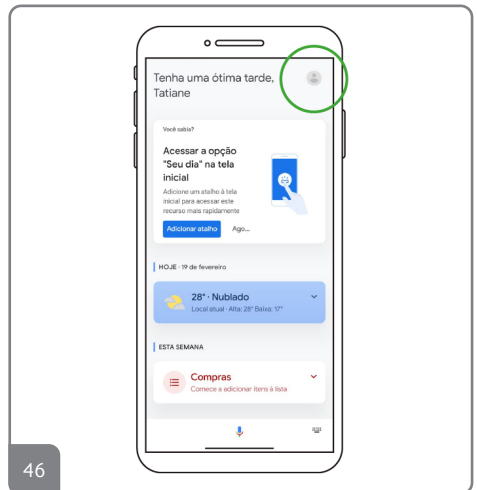 Tenha uma ótima tarde,
Tatiane
Você sabia?
Acessar a opção
"Seu dia" na tela
inicial
Adicione um atalho à tela
inicial para acessar este
recurso mais rapidamente
Adicionar atalho Ago...
HOJE · 19 de fevereiro
28° · Nublado
Local atual · Alta: 28° Baixa: 17°
ESTA SEMANA
Compras
Comece a adicionar itens à lista
46